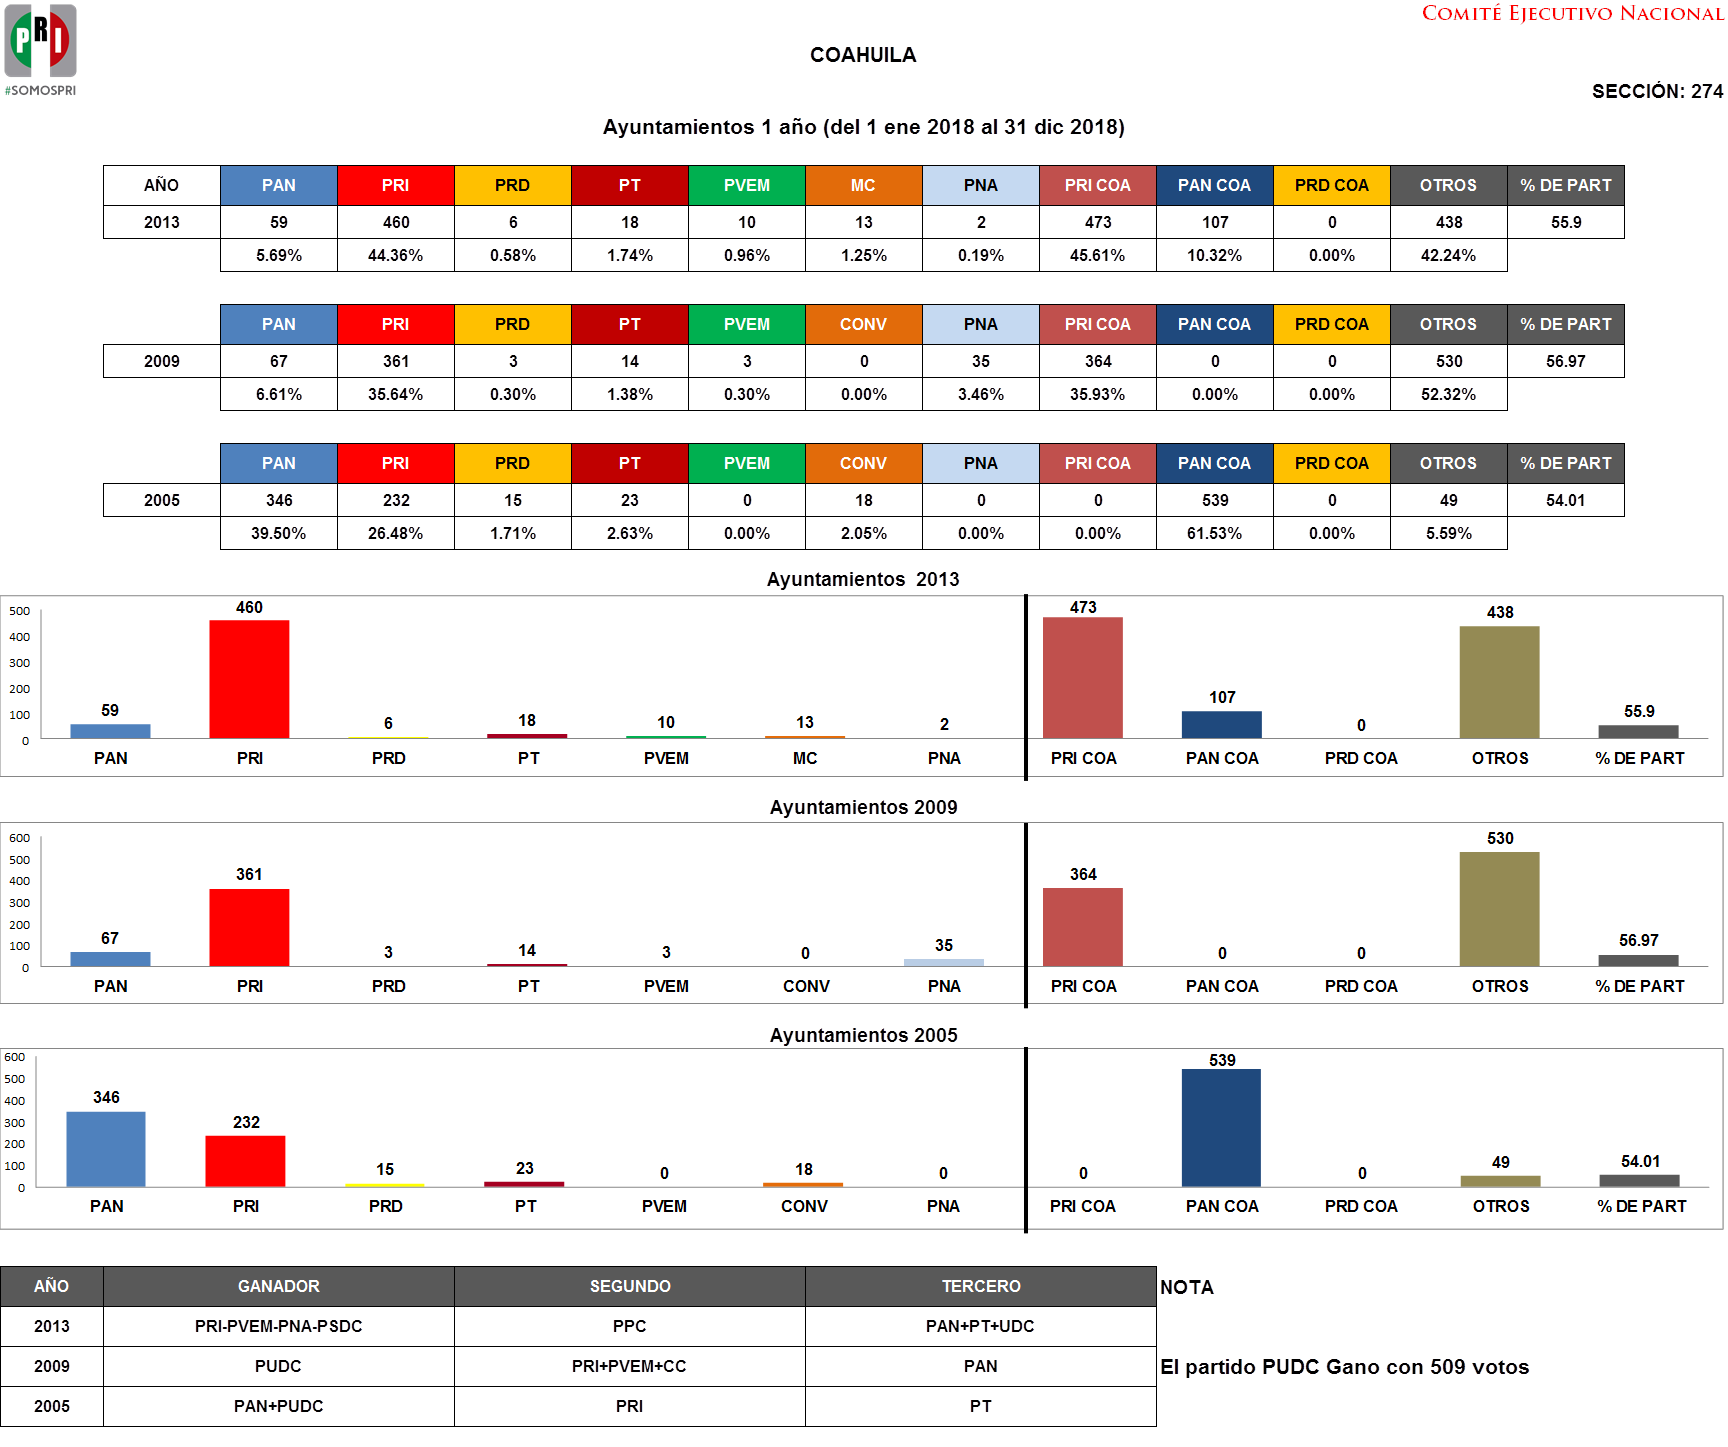 PRI
#SOMOSPRI
COMITÉ EJECUTIVO NACIONAL
COAHUILA
SECCIÓN: 274
Ayuntamientos 1 año (del 1 ene 2018 al 31 dic 2018)
AÑO PAN PRI PRD PT PVEM MC PNA PRI COA PAN COA PRD COA OTROS % DE PART
2013 59 460 6 18 10 13 2 473 107 0 438 55.9
5.69% 44.36% 0.58% 1.74% 0.96% 1.25% 0.19% 45.61% 10.32% 0.00% 42.24%
PAN PRI PRD PT PVEM CONV PNA PRI COA PAN COA PRD COA OTROS % DE PART
2009 67 361 3 14 3 0 35 364 0 0 530 56.97
6.61% 35.64% 0.30% 1.38% 0.30% 0.00% 3.46% 35.93% 0.00% 0.00% 52.32%
PAN PRI PRD PT PVEM CONV PNA PRI COA PAN COA PRD COA OTROS % DE PART
2005 346 232 15 23 0 18 0 0 539 0 49 54.01
39.50% 26.48% 1.71% 2.63% 0.00% 2.05% 0.00% 0.00% 61.53% 0.00% 5.59%
Ayuntamientos 2013
500
400
300
200
100
0
59 460 6 18 10 13 2 473 107 0 438 55.9
PAN PRI PRD PT PVEM MC PNA PRI COA PAN COA PRD COA OTROS % DE PART
Ayuntamientos 2009
600
500
400
300
200
100
0
67 361 3 14 3 0 35 364 0 0 530 56.97
PAN PRI PRD PT PVEM CONV PNA PRI COA PAN COA PRD COA OTROS % DE PART
Ayuntamientos 2005
600
500
400
300
200
100
0
346 232 15 23 0 18 0 0 539 0 49 54.01
PAN PRI PRD PT PVEM CONV PNA PRI COA PAN COA PRD COA OTROS % DE PART
AÑO GANADOR SEGUNDO TERCERO NOTA
2013 PRI-PVEM-PNA-PSDC PPC PAN+PT+UDC
2009 PUDC PRI+PVEM+CC PAN El partido PUDC Gano con 509 votos
2005 PAN+PUDC PRI PT